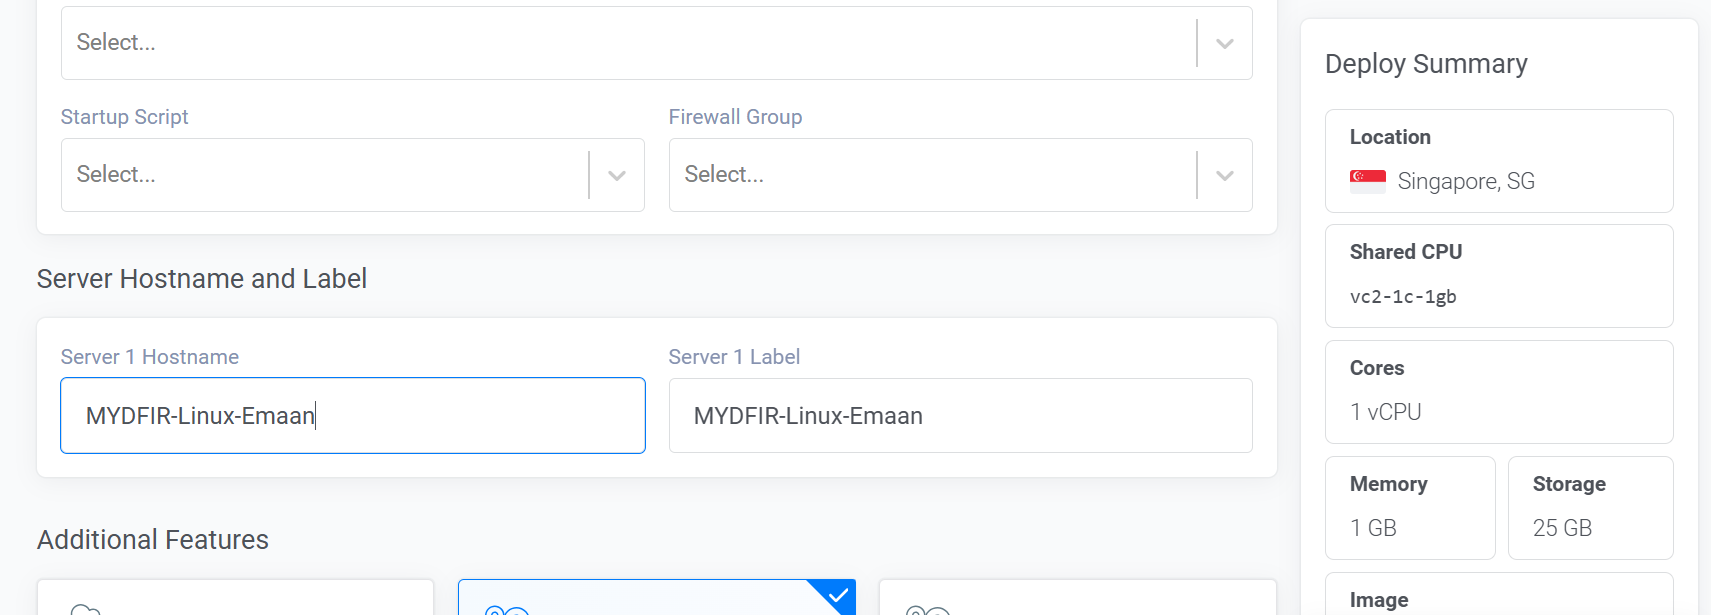 Select...
Startup Script
Firewall Group
Select...
Select...
Server Hostname and Label
Server 1 Hostname
Server 1 Label
MYDFIR-Linux-Emaan
MYDFIR-Linux-Emaan
Additional Features
Deploy Summary
Location
Singapore, SG
Shared CPU
vc2-1c-1gb
Cores
1 vCPU
Memory
Storage
1 GB
25 GB
Image